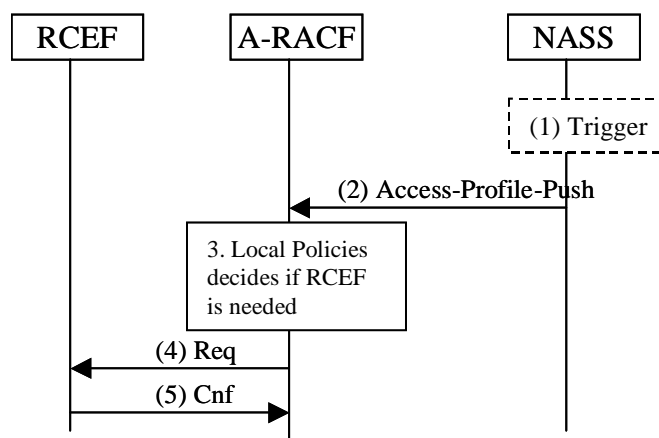 RCEF
A-RACF
NASS
(1) Trigger
(2) Access-Profile-Push
3. Local Policies
decides if RCEF
is needed
(4) Req
(5) Cnf